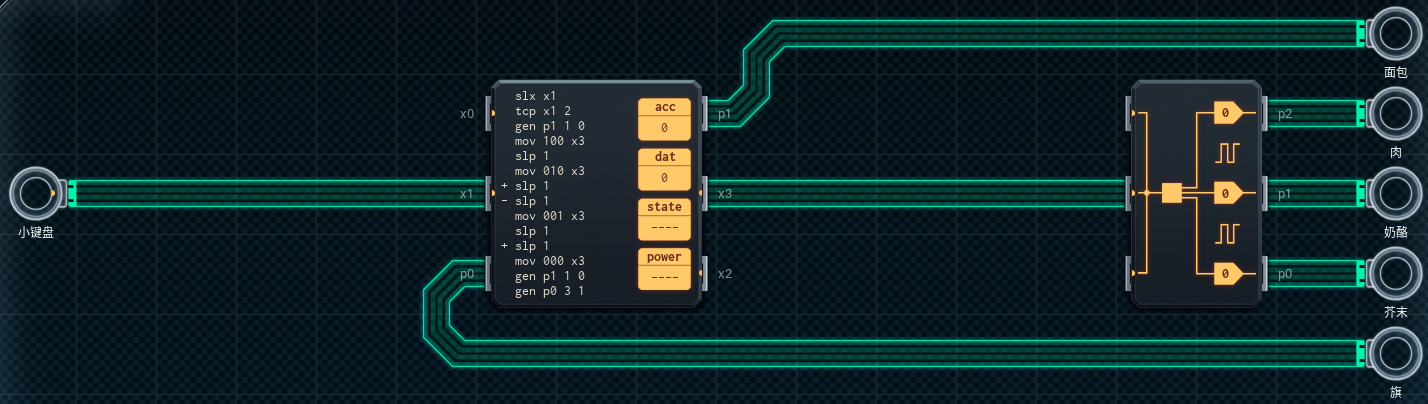 小键盘
x0
x1
p0
slx x1
tcp x1 2
gen p1 1 0
mov 100 x3
slp 1
mov 010 x3
+ slp 1
- slp 1
mov 001 x3
slp 1
+ slp 1
mov 000 x3
gen p1 1 0
gen p0 3 1
acc
0
dat
0
state
----
power
----
p1
x3
x2
0
0
0
p2
p1
p0
面包
肉
奶酪
芥末
旗